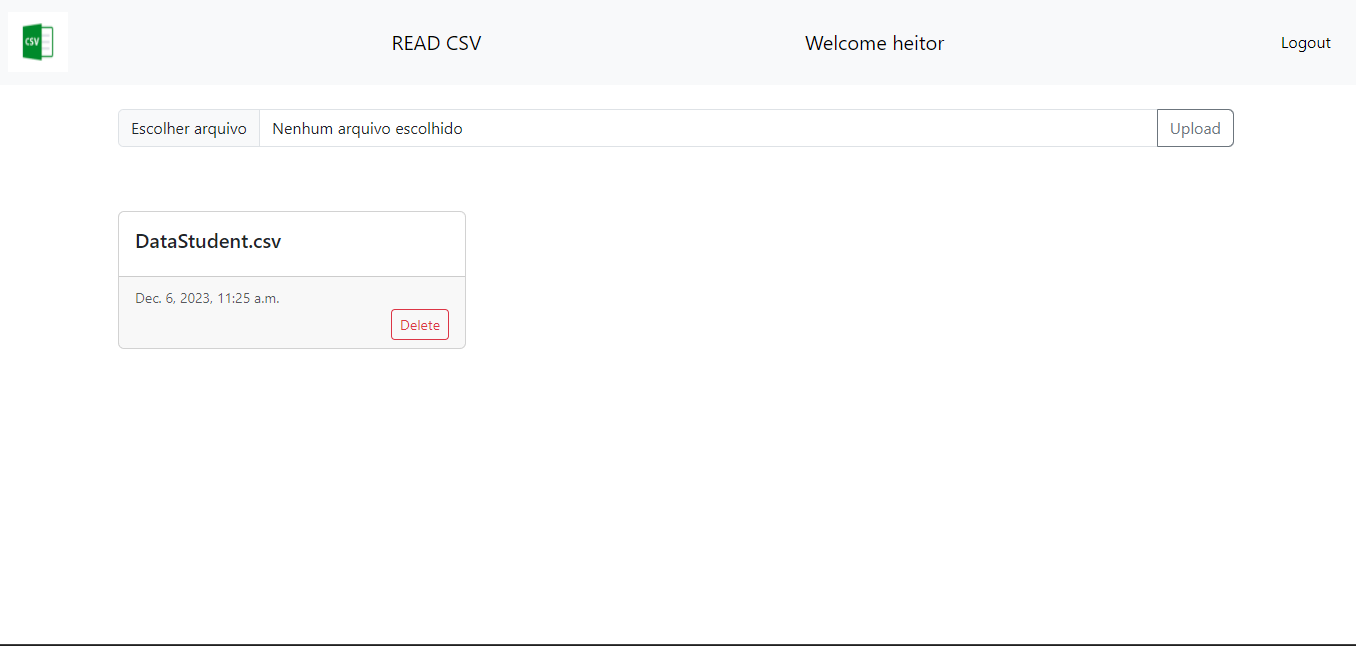 CSV
READ CSV
Welcome heitor
Logout
Escolher arquivo
Nenhum arquivo escolhido
Upload
DataStudent.csv
Dec. 6, 2023, 11:25 a.m.
Delete